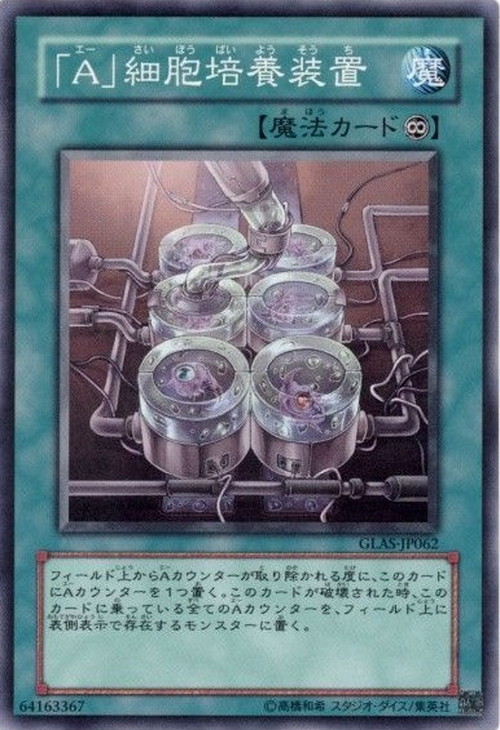 「A」細胞培養装置 魔
【魔法カード】
GLAS-JP062
フィールド上からAカウンターが取り除かれる度に、このカード
にAカウンターを1つ置く。このカードが破壊された時、この
カードに乗っている全てのAカウンターを、フィールド上に
表側表示で存在するモンスターに置く。
64163367 ©高橋和希 スタジオ・ダイス/集英社